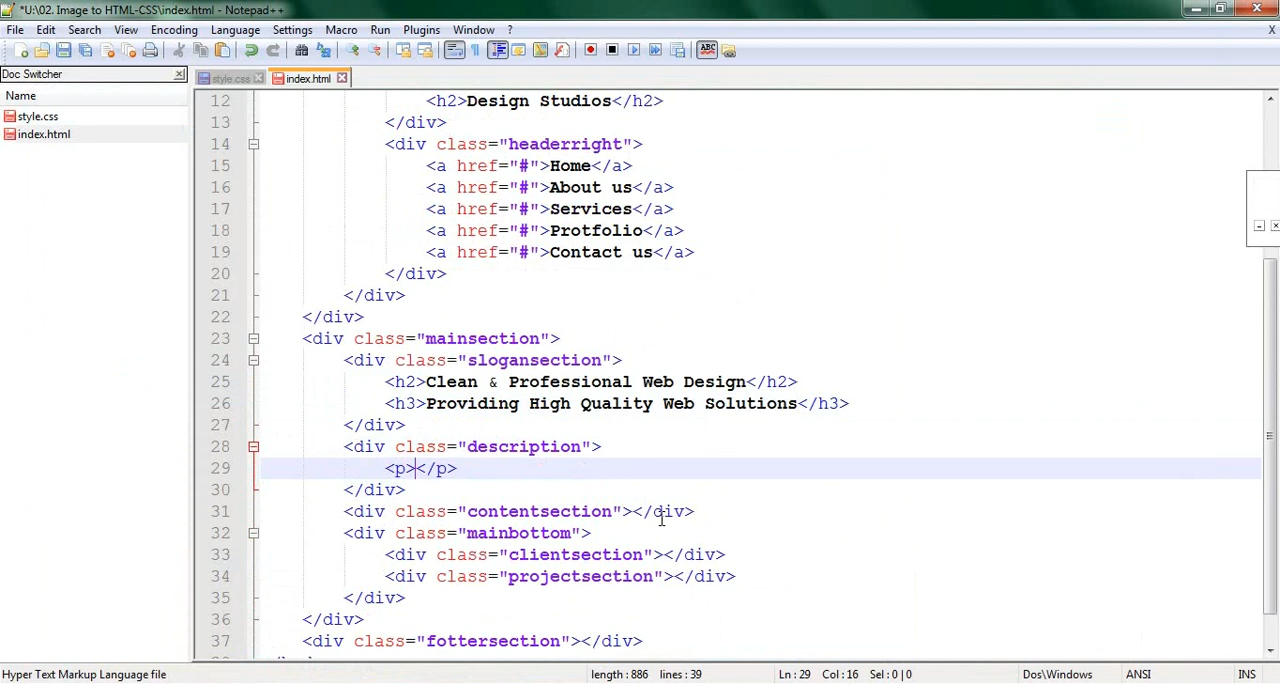 *U:\02. Image to HTML-CSS\index.html - Notepad++
File Edit Search View Encoding Language Settings Macro Run Plugins Window ? X
Doc Switcher
style.css index.html
Name
style.css
index.html
12 <h2>Design Studios</h2>
13 </div>
14 <div class="headerright">
15 <a href="#">Home</a>
16 <a href="#">About us</a>
17 <a href="#">Services</a>
18 <a href="#">Protfolio</a>
19 <a href="#">Contact us</a>
20 </div>
21 </div>
22 </div>
23 <div class="mainsection">
24 <div class="slogansection">
25 <h2>Clean & Professional Web Design</h2>
26 <h3>Providing High Quality Web Solutions</h3>
27 </div>
28 <div class="description">
29 <p></p>
30 </div>
31 <div class="contentsection"></div>
32 <div class="mainbottom">
33 <div class="clientsection"></div>
34 <div class="projectsection"></div>
35 </div>
36 </div>
37 <div class="fottersection"></div>
Hyper Text Markup Language file length : 886 lines : 39 Ln : 29 Col : 16 Sel : 0 | 0 Dos\Windows ANSI INS